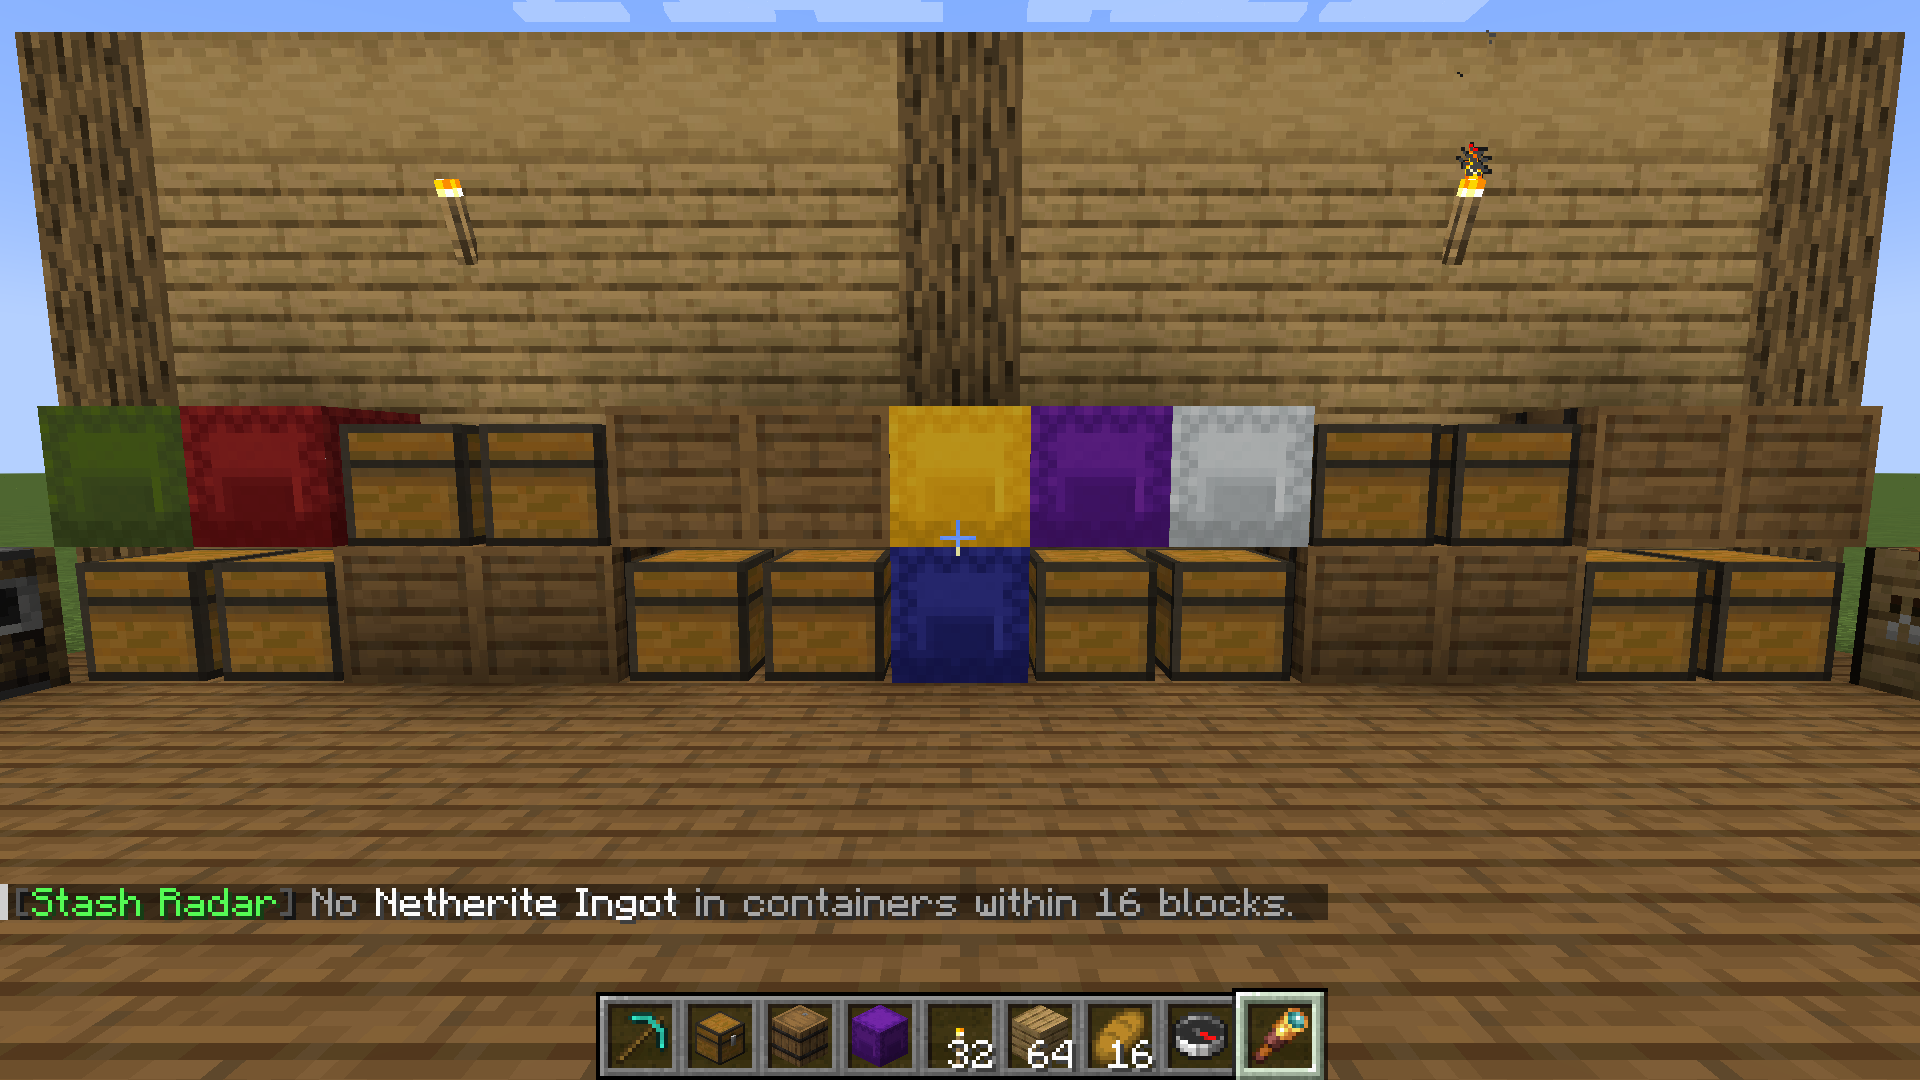 [Stash Radar] No Netherite Ingot in containers within 16 blocks.
32 64 16